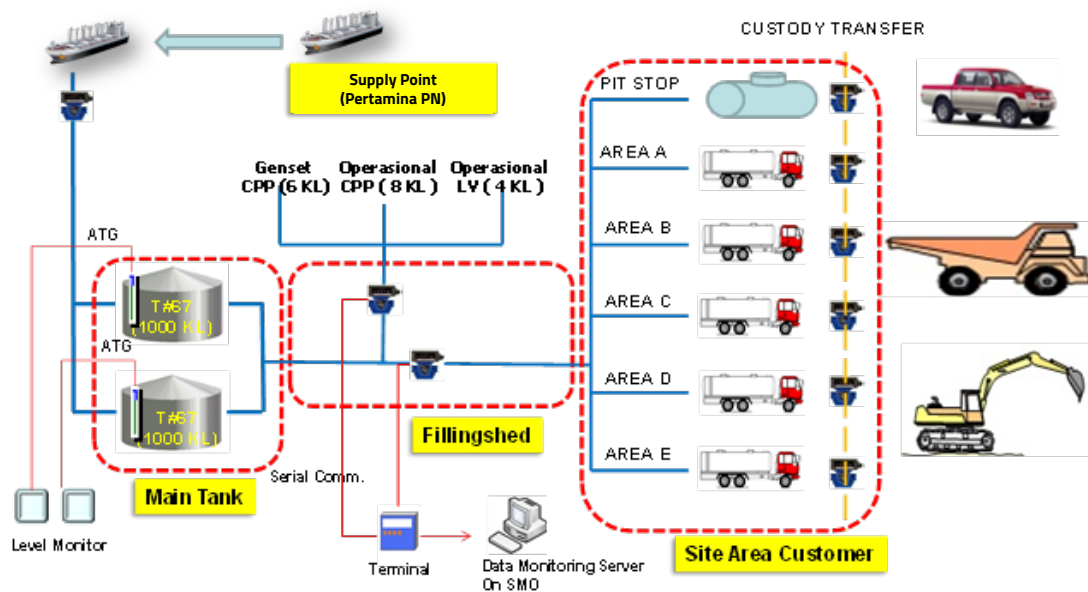 CUSTODY TRANSFER
Supply Point
(Pertamina PN)
PIT STOP
Genset
CPP (6 KL)
Operasional
CPP ( 8 KL )
Operasional
LV ( 4 KL )
AREA A
AREA B
ATG
T#67
(1000 KL)
AREA C
ATG
T#67
(1000 KL)
AREA D
Fillingshed
AREA E
Serial Comm.
Main Tank
Level Monitor
Terminal
Data Monitoring Server
On SMO
Site Area Customer